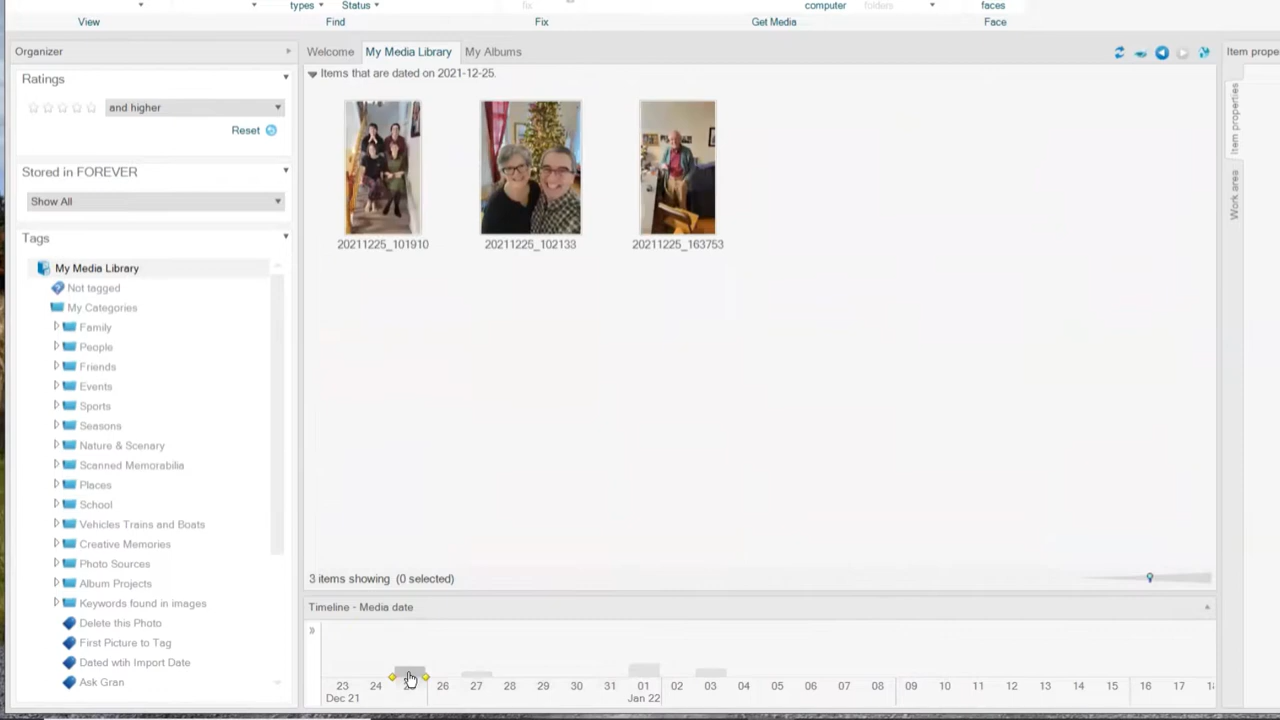 types
Status
fix
computer
folders
faces
View
Find
Fix
Get Media
Face
Organizer
Welcome
My Media Library
My Albums
Item prope
Ratings
Items that are dated on 2021-12-25.
and higher
Reset
Stored in FOREVER
Show All
Item properties
Work area
20211225_101910
20211225_102133
20211225_163753
Tags
My Media Library
Not tagged
My Categories
Family
People
Friends
Events
Sports
Seasons
Nature & Scenery
Scanned Memorabilia
Places
School
Vehicles Trains and Boats
Creative Memories
Photo Sources
Album Projects
Keywords found in images
Delete this Photo
First Picture to Tag
Dated wtih Import Date
Ask Gran
3 items showing (0 selected)
Timeline - Media date
23 24 26 27 28 29 30 31 01 02 03 04 05 06 07 08 09 10 11 12 13 14 15 16 17
Dec 21 Jan 22